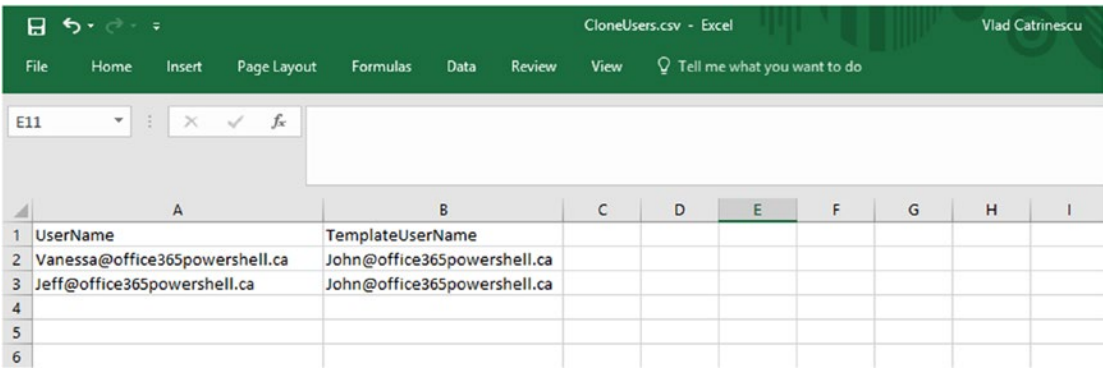 CloneUsers.csv - Excel
Vlad Catrinescu
File Home Insert Page Layout Formulas Data Review View Tell me what you want to do
E11 fx
A B C D E F G H I
1 UserName TemplateUserName
2 Vanessa@office365powershell.ca John@office365powershell.ca
3 Jeff@office365powershell.ca John@office365powershell.ca
4
5
6